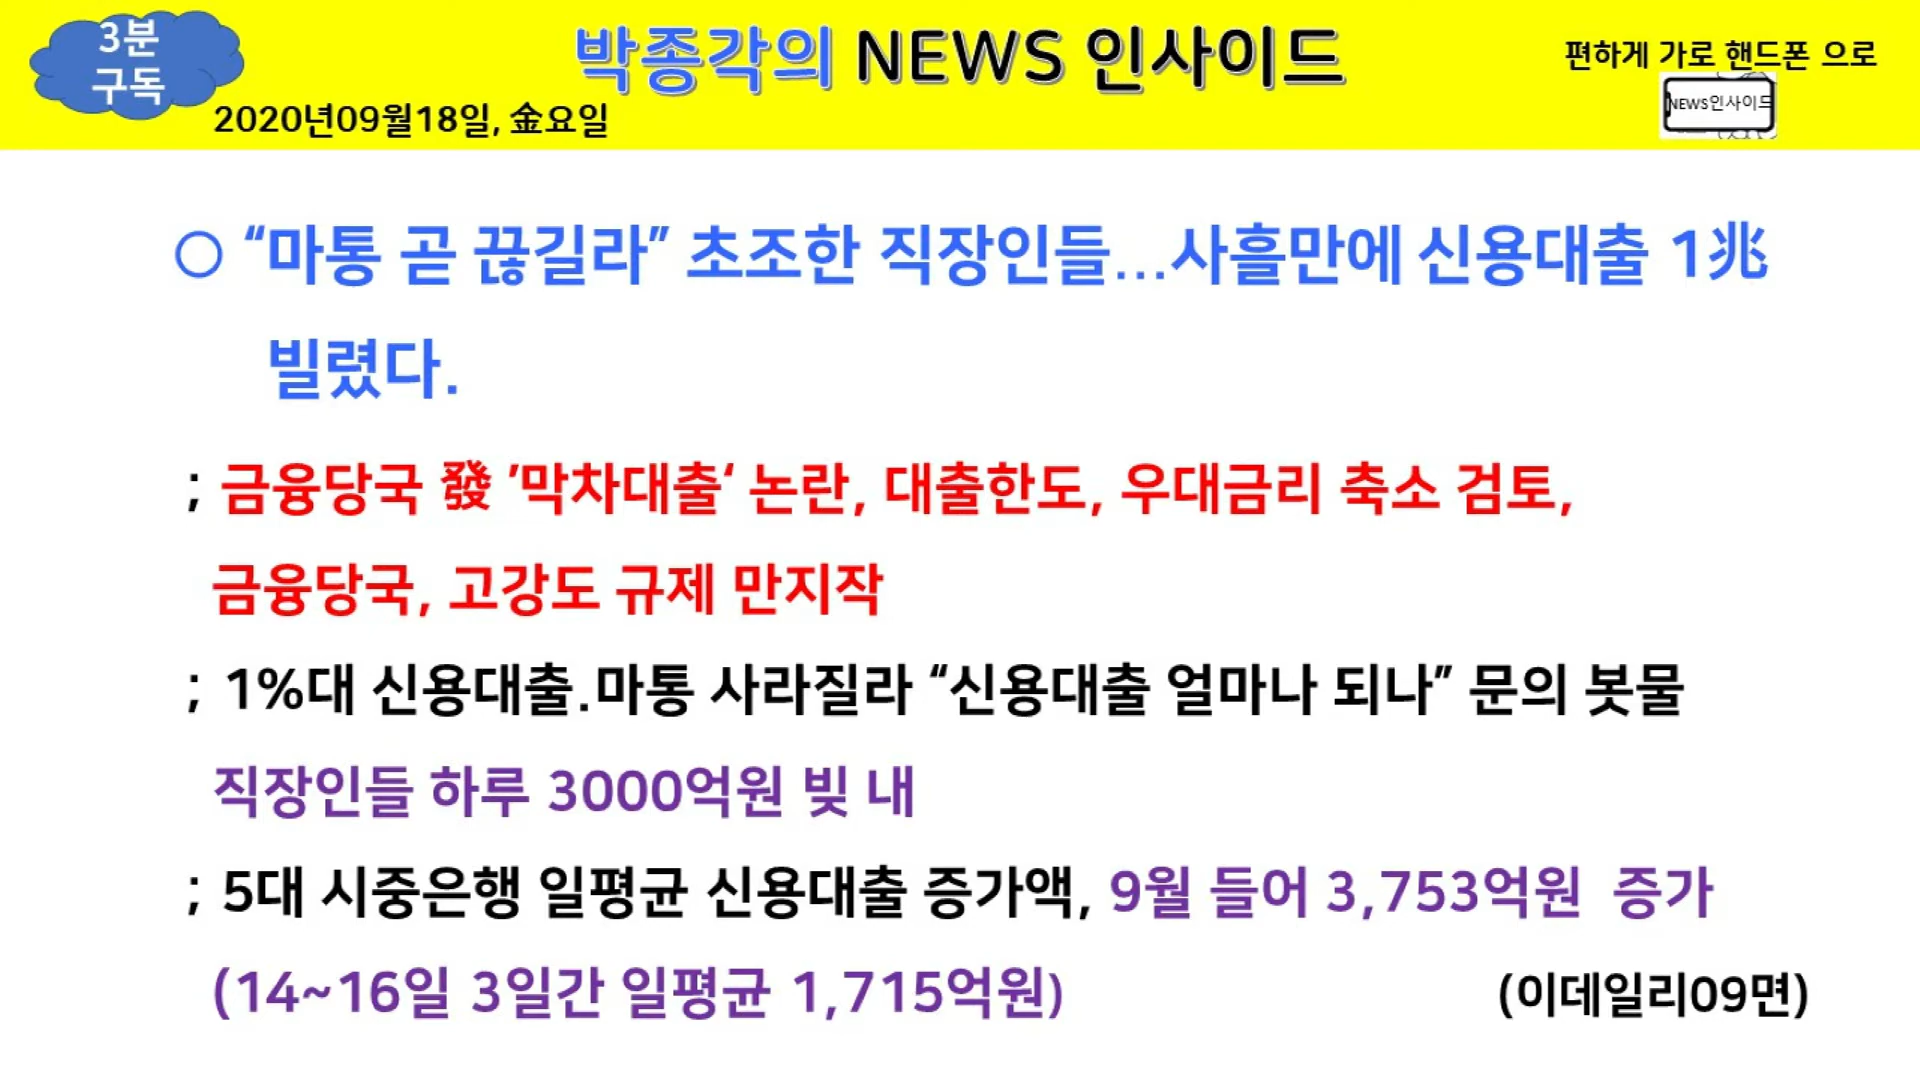 3분
구독
박종각의 NEWS 인사이드
편하게 가로 핸드폰 으로
NEWS인사이드
2020년09월18일, 金요일
○ “마통 곧 끊길라” 초조한 직장인들...사흘만에 신용대출 1兆
빌렸다.
; 금융당국 發 ’막차대출‘ 논란, 대출한도, 우대금리 축소 검토,
금융당국, 고강도 규제 만지작
; 1%대 신용대출.마통 사라질라 “신용대출 얼마나 되나” 문의 봇물
직장인들 하루 3000억원 빚 내
; 5대 시중은행 일평균 신용대출 증가액, 9월 들어 3,753억원 증가
(14~16일 3일간 일평균 1,715억원)
(이데일리09면)